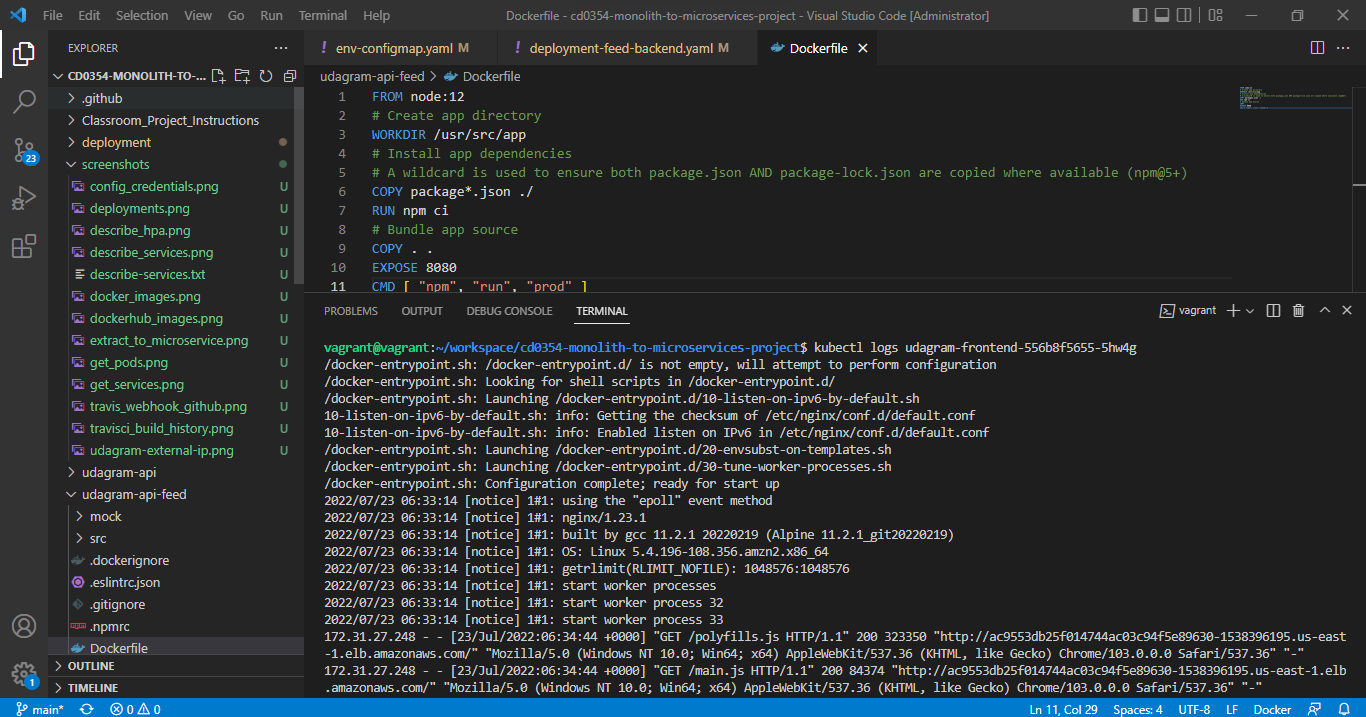 File Edit Selection View Go Run Terminal Help
Dockerfile - cd0354-monolith-to-microservices-project - Visual Studio Code [Administrator]
EXPLORER
CD0354-MONOLITH-TO-...
.github
Classroom_Project_Instructions
deployment
screenshots
config_credentials.png U
deployments.png U
describe_hpa.png U
describe_services.png U
describe-services.txt U
docker_images.png U
dockerhub_images.png U
extract_to_microservice.png U
get_pods.png U
get_services.png U
travis_webhook_github.png U
travisci_build_history.png U
udagram-external-ip.png U
udagram-api
udagram-api-feed
mock
src
.dockerignore
.eslintrc.json
.gitignore
.npmrc
Dockerfile
OUTLINE
TIMELINE
23
1
! env-configmap.yaml M
! deployment-feed-backend.yaml M
Dockerfile
udagram-api-feed > Dockerfile
1 FROM node:12
2 # Create app directory
3 WORKDIR /usr/src/app
4 # Install app dependencies
5 # A wildcard is used to ensure both package.json AND package-lock.json are copied where available (npm@5+)
6 COPY package*.json ./
7 RUN npm ci
8 # Bundle app source
9 COPY . .
10 EXPOSE 8080
11 CMD [ "npm", "run", "prod" ]
PROBLEMS OUTPUT DEBUG CONSOLE TERMINAL
vagrant
vagrant@vagrant:~/workspace/cd0354-monolith-to-microservices-project$ kubectl logs udagram-frontend-556b8f5655-5hw4g
/docker-entrypoint.sh: /docker-entrypoint.d/ is not empty, will attempt to perform configuration
/docker-entrypoint.sh: Looking for shell scripts in /docker-entrypoint.d/
/docker-entrypoint.sh: Launching /docker-entrypoint.d/10-listen-on-ipv6-by-default.sh
10-listen-on-ipv6-by-default.sh: info: Getting the checksum of /etc/nginx/conf.d/default.conf
10-listen-on-ipv6-by-default.sh: info: Enabled listen on IPv6 in /etc/nginx/conf.d/default.conf
/docker-entrypoint.sh: Launching /docker-entrypoint.d/20-envsubst-on-templates.sh
/docker-entrypoint.sh: Launching /docker-entrypoint.d/30-tune-worker-processes.sh
/docker-entrypoint.sh: Configuration complete; ready for start up
2022/07/23 06:33:14 [notice] 1#1: using the "epoll" event method
2022/07/23 06:33:14 [notice] 1#1: nginx/1.23.1
2022/07/23 06:33:14 [notice] 1#1: built by gcc 11.2.1 20220219 (Alpine 11.2.1_git20220219)
2022/07/23 06:33:14 [notice] 1#1: OS: Linux 5.4.196-108.356.amzn2.x86_64
2022/07/23 06:33:14 [notice] 1#1: getrlimit(RLIMIT_NOFILE): 1048576:1048576
2022/07/23 06:33:14 [notice] 1#1: start worker processes
2022/07/23 06:33:14 [notice] 1#1: start worker process 32
2022/07/23 06:33:14 [notice] 1#1: start worker process 33
172.31.27.248 - - [23/Jul/2022:06:34:44 +0000] "GET /polyfills.js HTTP/1.1" 200 323350 "http://ac9553db25f014744ac03c94f5e89630-1538396195.us-east
-1.elb.amazonaws.com/" "Mozilla/5.0 (Windows NT 10.0; Win64; x64) AppleWebKit/537.36 (KHTML, like Gecko) Chrome/103.0.0.0 Safari/537.36" "-"
172.31.27.248 - - [23/Jul/2022:06:34:44 +0000] "GET /main.js HTTP/1.1" 200 84374 "http://ac9553db25f014744ac03c94f5e89630-1538396195.us-east-1.elb
.amazonaws.com/" "Mozilla/5.0 (Windows NT 10.0; Win64; x64) AppleWebKit/537.36 (KHTML, like Gecko) Chrome/103.0.0.0 Safari/537.36" "-"
main* 0 0
Ln 11, Col 29 Spaces: 4 UTF-8 LF Docker